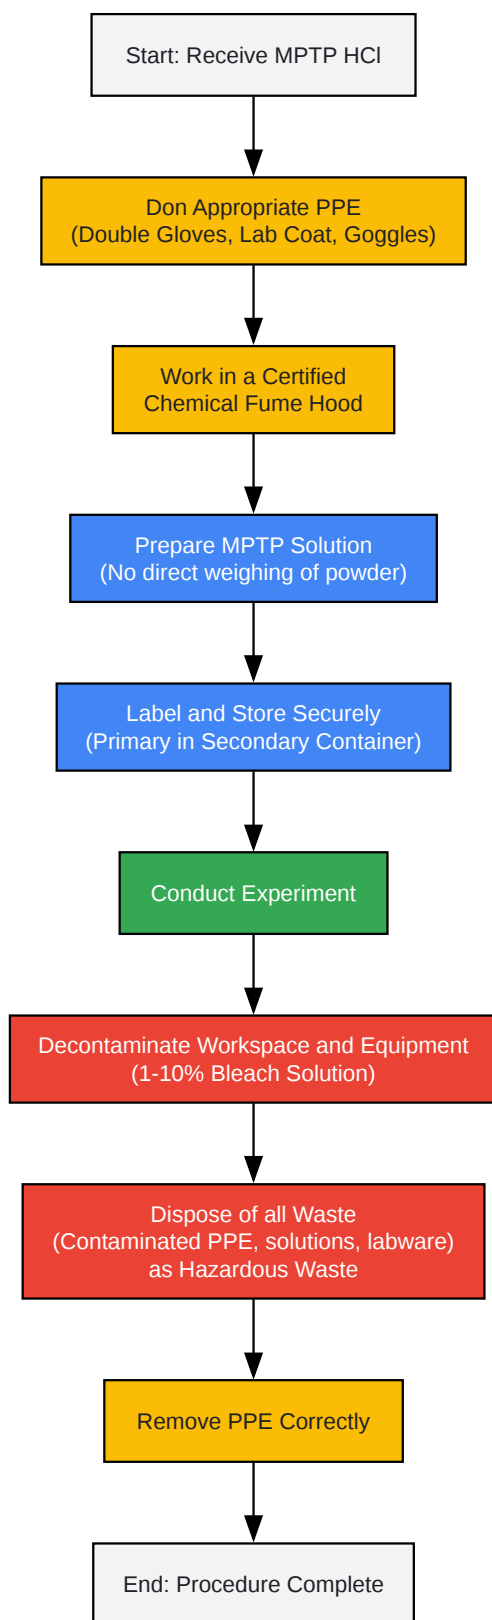 Start: Receive MPTP HCl
Don Appropriate PPE
(Double Gloves, Lab Coat, Goggles)
Work in a Certified
Chemical Fume Hood
Prepare MPTP Solution
(No direct weighing of powder)
Label and Store Securely
(Primary in Secondary Container)
Conduct Experiment
Decontaminate Workspace and Equipment
(1-10% Bleach Solution)
Dispose of all Waste
(Contaminated PPE, solutions, labware)
as Hazardous Waste
Remove PPE Correctly
End: Procedure Complete